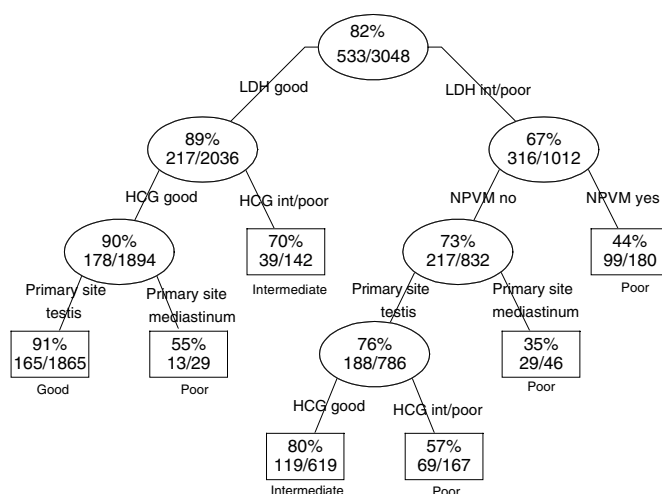 82%
533/3048
LDH good
LDH int/poor
89%
217/2036
67%
316/1012
HCG good
HCG int/poor
NPVM no
NPVM yes
90%
178/1894
70%
39/142
Intermediate
73%
217/832
44%
99/180
Poor
Primary site
testis
Primary site
mediastinum
Primary site
testis
Primary site
mediastinum
91%
165/1865
Good
55%
13/29
Poor
76%
188/786
35%
29/46
Poor
HCG good
HCG int/poor
80%
119/619
Intermediate
57%
69/167
Poor